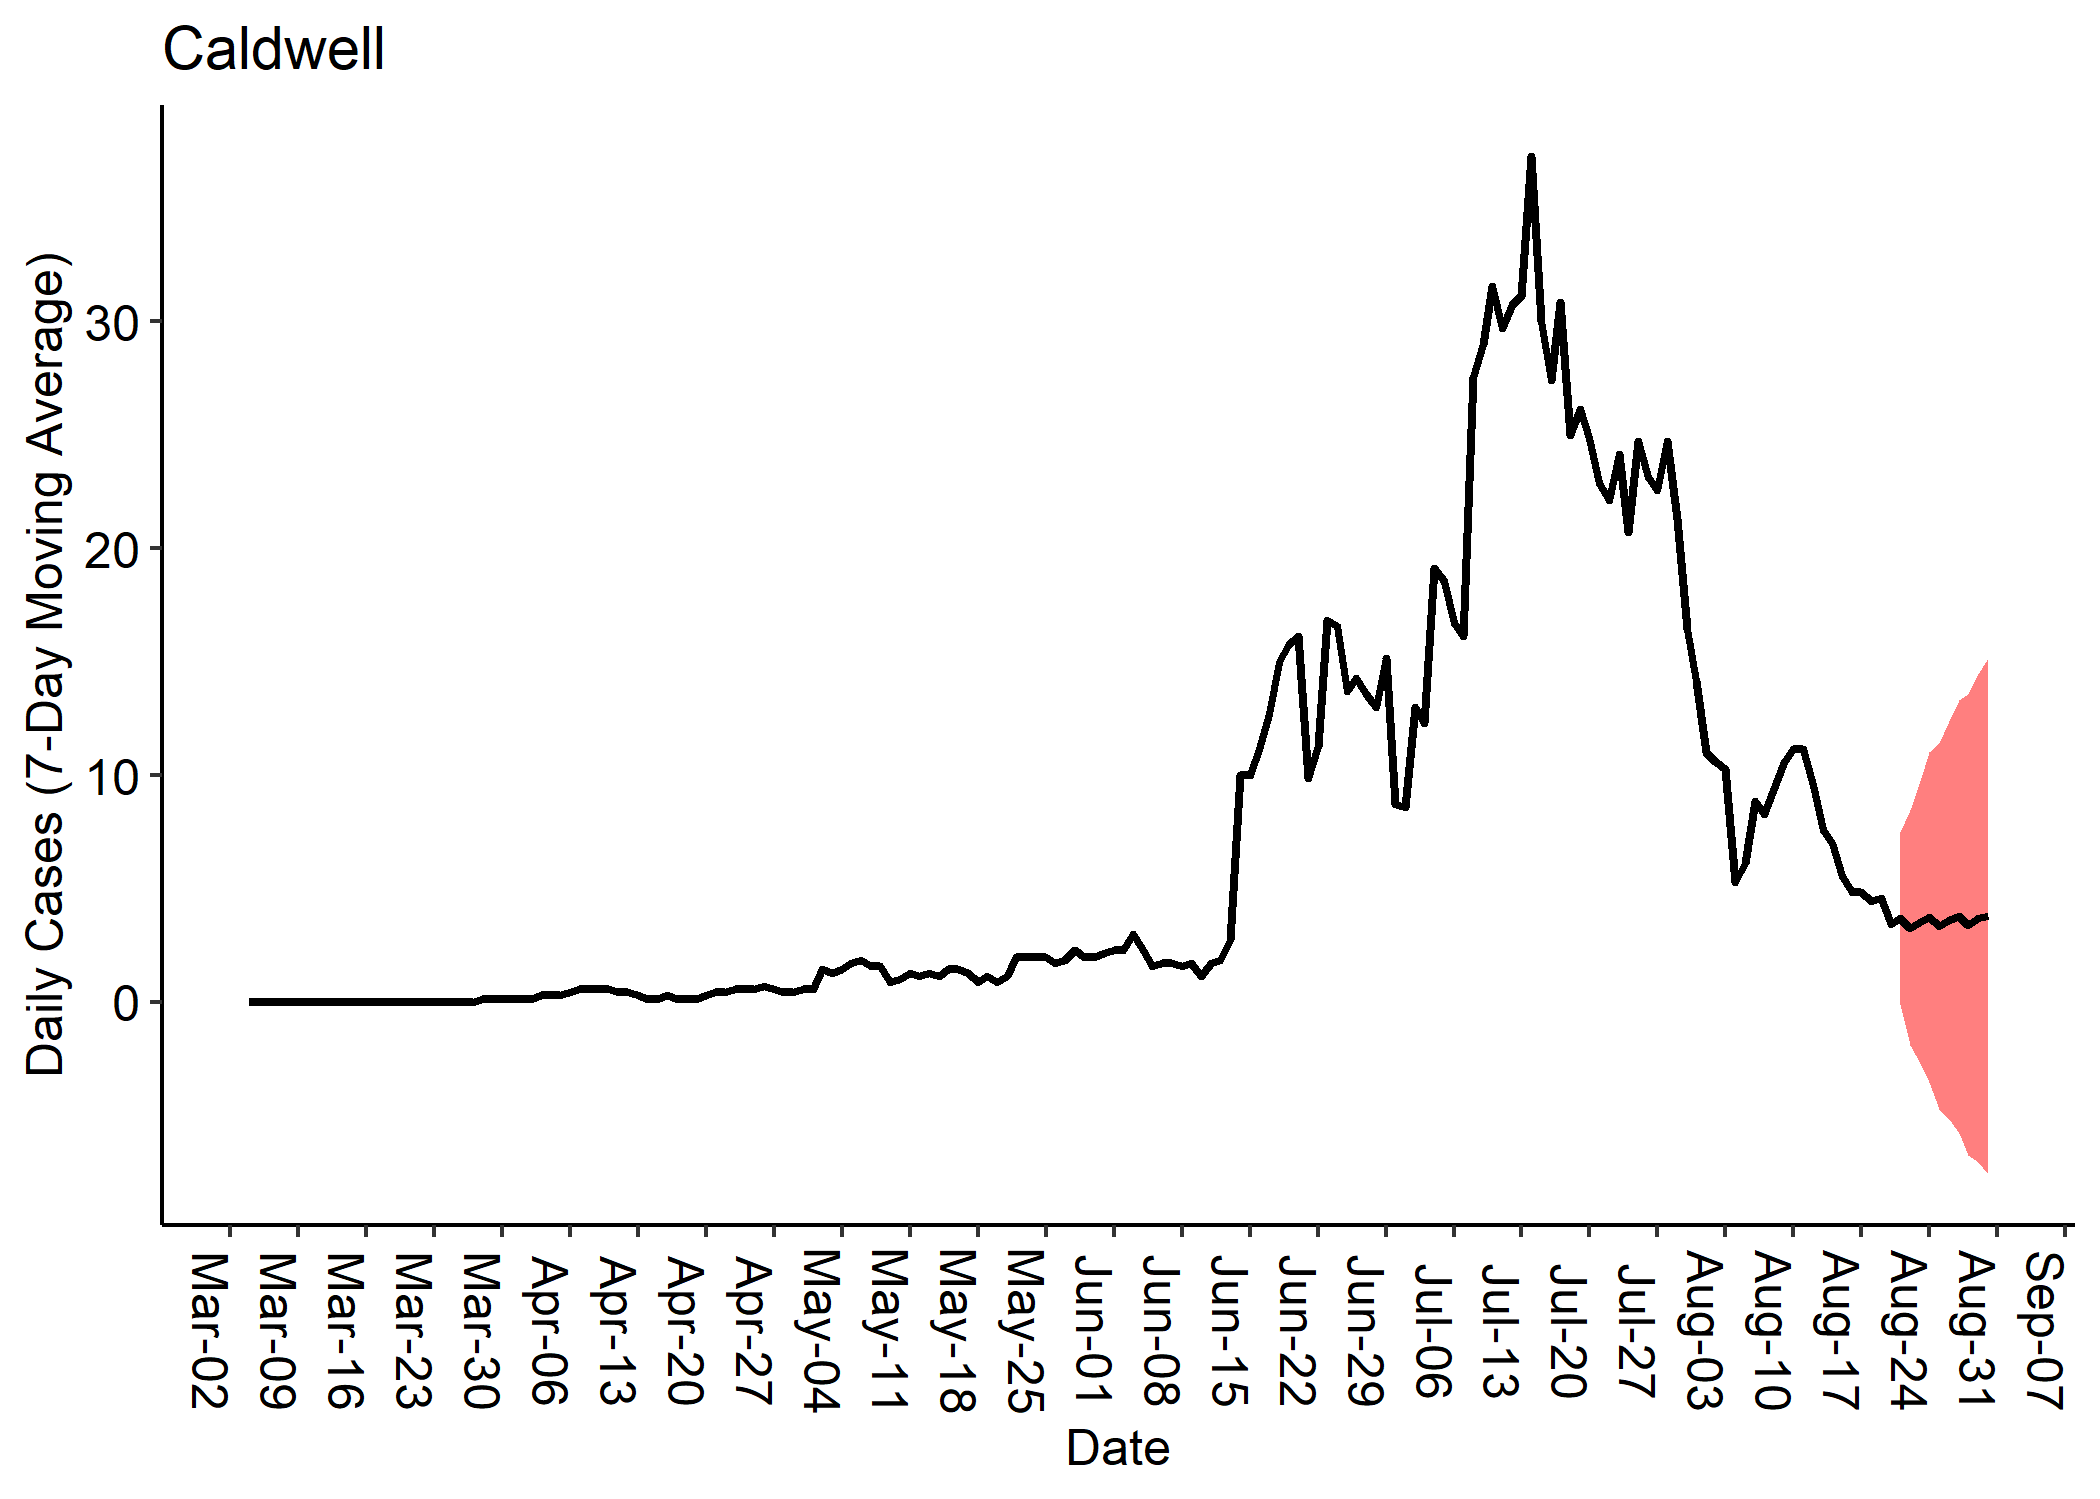 Caldwell
Daily Cases (7-Day Moving Average)
30
20
10
0
Mar-02
Mar-09
Mar-16
Mar-23
Mar-30
Apr-06
Apr-13
Apr-20
Apr-27
May-04
May-11
May-18
May-25
Jun-01
Jun-08
Jun-15
Jun-22
Jun-29
Jul-06
Jul-13
Jul-20
Jul-27
Aug-03
Aug-10
Aug-17
Aug-24
Aug-31
Sep-07
Date